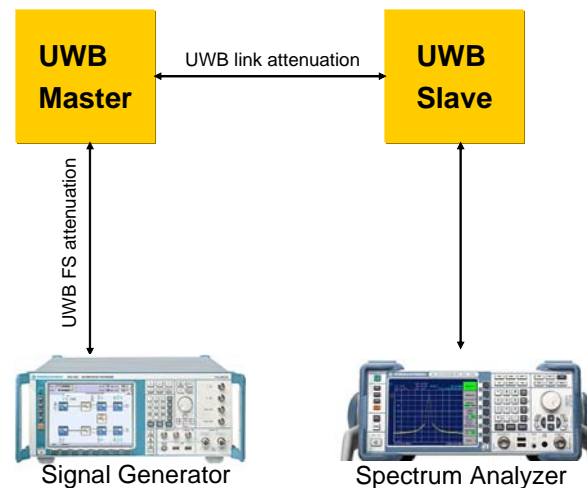 UWB
Master
UWB link attenuation
UWB
Slave
UWB FS attenuation
Signal Generator
Spectrum Analyzer